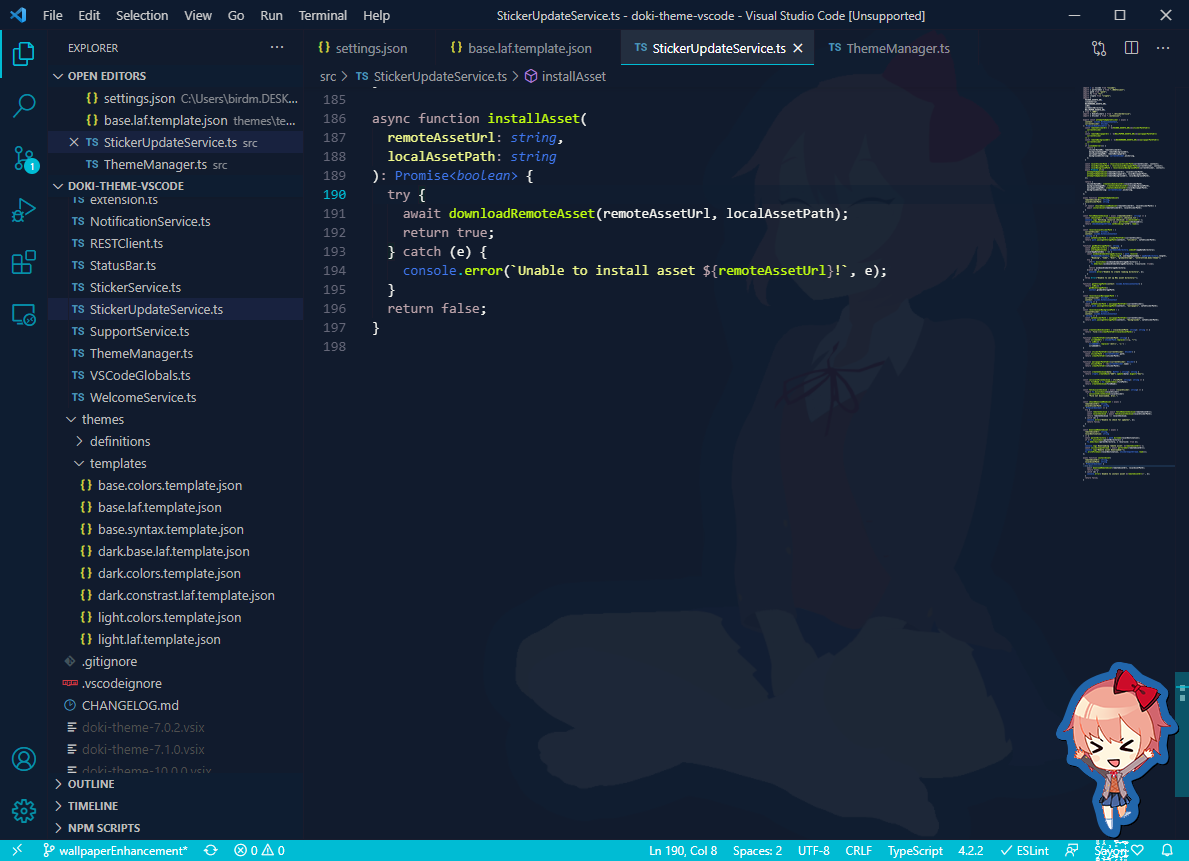 File Edit Selection View Go Run Terminal Help
StickerUpdateService.ts - doki-theme-vscode - Visual Studio Code [Unsupported]
EXPLORER ···
{} settings.json
{} base.laf.template.json
TS StickerUpdateService.ts
TS ThemeManager.ts
OPEN EDITORS
{} settings.json C:\Users\birdm.DESK...
{} base.laf.template.json themes\te...
TS StickerUpdateService.ts src
TS ThemeManager.ts src
1
DOKI-THEME-VSCODE
TS extension.ts
TS NotificationService.ts
TS RESTClient.ts
TS StatusBar.ts
TS StickerService.ts
TS StickerUpdateService.ts
TS SupportService.ts
TS ThemeManager.ts
TS VSCodeGlobals.ts
TS WelcomeService.ts
themes
definitions
templates
{} base.colors.template.json
{} base.laf.template.json
{} base.syntax.template.json
{} dark.base.laf.template.json
{} dark.colors.template.json
{} dark.constrast.laf.template.json
{} light.colors.template.json
{} light.laf.template.json
.gitignore
.vscodeignore
CHANGELOG.md
doki-theme-7.0.2.vsix
doki-theme-7.1.0.vsix
doki-theme-10.0.0.vsix
OUTLINE
TIMELINE
NPM SCRIPTS
src > TS StickerUpdateService.ts > installAsset
185
186 async function installAsset(
187 remoteAssetUrl: string,
188 localAssetPath: string
189 ): Promise<boolean> {
190 try {
191 await downloadRemoteAsset(remoteAssetUrl, localAssetPath);
192 return true;
193 } catch (e) {
194 console.error(`Unable to install asset ${remoteAssetUrl}!`, e);
195 }
196 return false;
197 }
198
wallpaperEnhancement* 0 0
Ln 190, Col 8 Spaces: 2 UTF-8 CRLF TypeScript 4.2.2 ESLint